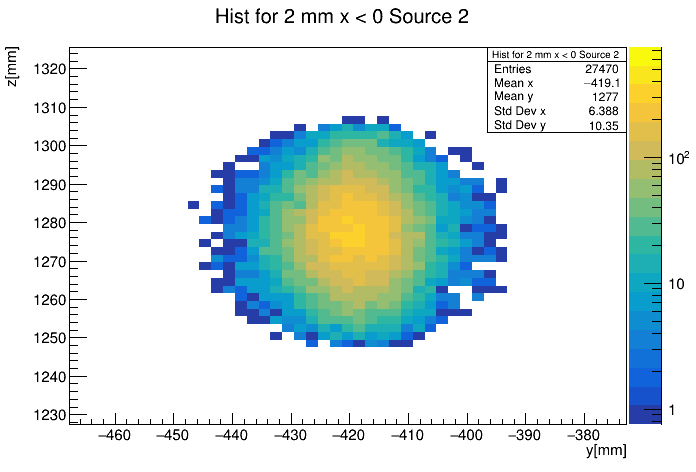 Hist for 2 mm x < 0 Source 2
z[mm]
Hist for 2 mm x < 0 Source 2
Entries 27470
Mean x −419.1
Mean y 1277
Std Dev x 6.388
Std Dev y 10.35
1320
1310
1300
1290
1280
1270
1260
1250
1240
1230
10²
10
1
−460 −450 −440 −430 −420 −410 −400 −390 −380
y[mm]